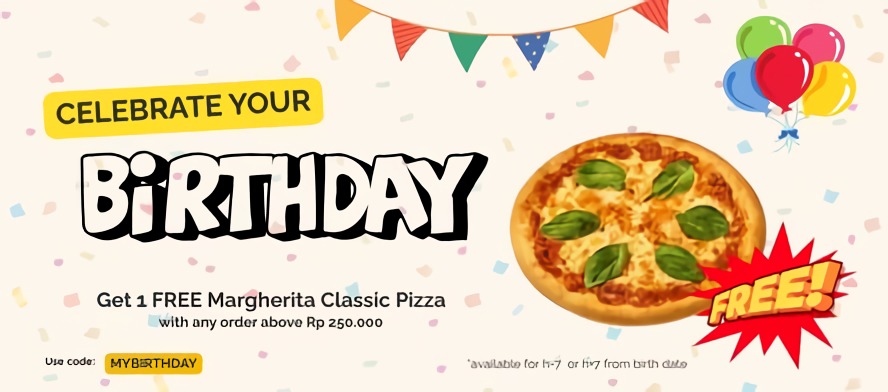 CELEBRATE YOUR
BiRTHDAY
Get 1 FREE Margherita Classic Pizza
with any order above Rp 250.000
Use code: MYBIRTHDAY
*available for h-7 or h+7 from birth date
FREE!